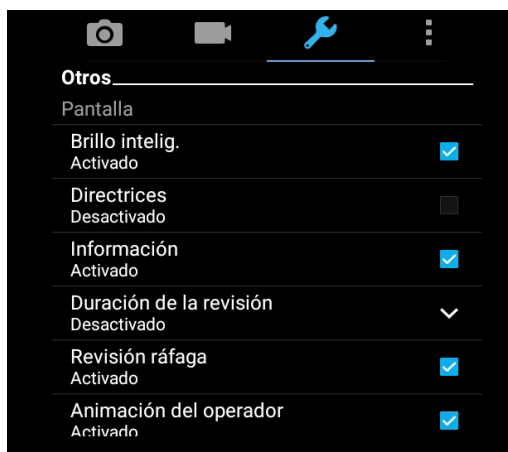 Otros
Pantalla
Brillo intelig.
Activado
Directrices
Desactivado
Información
Activado
Duración de la revisión
Desactivado
Revisión ráfaga
Activado
Animación del operador
Activado